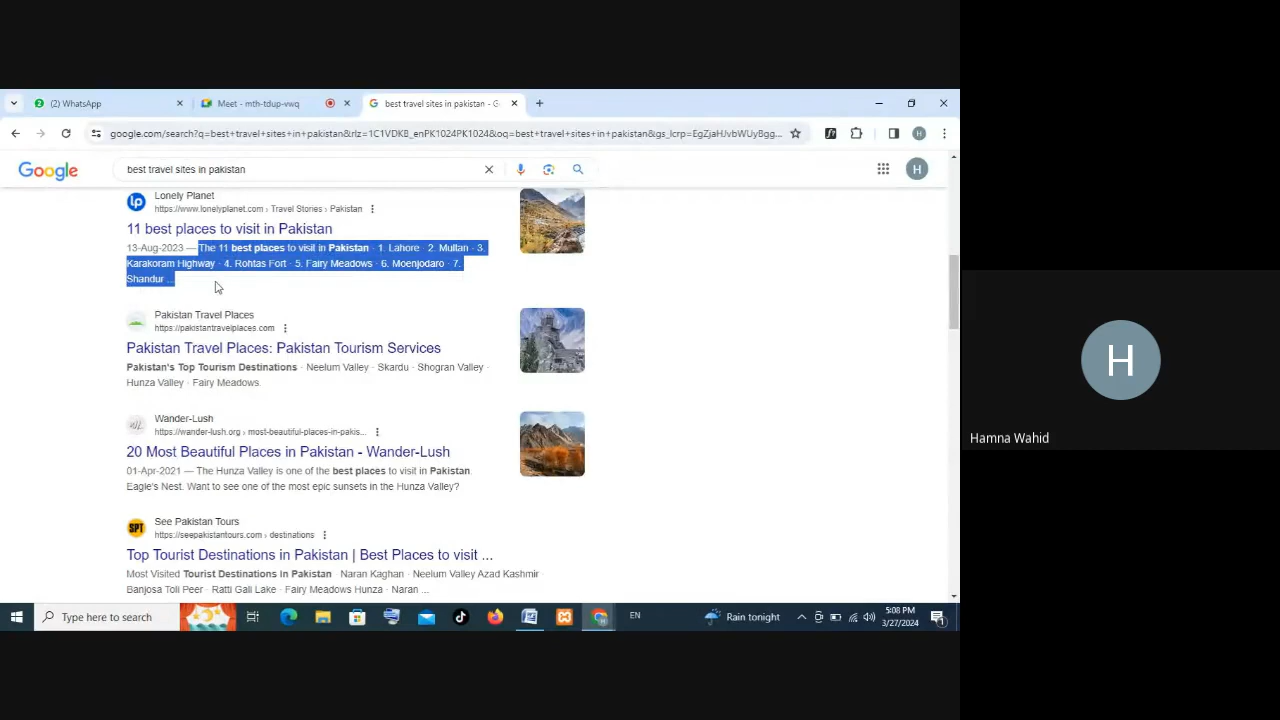 (2) WhatsApp
Meet - mth-tdup-vwq
best travel sites in pakistan - G
google.com/search?q=best+travel+sites+in+pakistan&rlz=1C1VDKB_enPK1024PK1024&oq=best+travel+sites+in+pakistan&gs_lcrp=EgZjaHJvbWUyBgg...
H
Google
best travel sites in pakistan
H
Lonely Planet
https://www.lonelyplanet.com › Travel Stories › Pakistan
11 best places to visit in Pakistan
13-Aug-2023 — The 11 best places to visit in Pakistan · 1. Lahore · 2. Multan · 3.
Karakoram Highway · 4. Rohtas Fort · 5. Fairy Meadows · 6. Moenjodaro · 7.
Shandur ...
Pakistan Travel Places
https://pakistantravelplaces.com
Pakistan Travel Places: Pakistan Tourism Services
Pakistan's Top Tourism Destinations · Neelum Valley · Skardu · Shogran Valley ·
Hunza Valley · Fairy Meadows.
Wander-Lush
https://wander-lush.org › most-beautiful-places-in-pakis...
20 Most Beautiful Places in Pakistan - Wander-Lush
01-Apr-2021 — The Hunza Valley is one of the best places to visit in Pakistan.
Eagle's Nest. Want to see one of the most epic sunsets in the Hunza Valley?
SPT
See Pakistan Tours
https://seepakistantours.com › destinations
Top Tourist Destinations in Pakistan | Best Places to visit ...
Most Visited Tourist Destinations In Pakistan · Naran Kaghan · Neelum Valley Azad Kashmir
Banjosa Toli Peer · Ratti Gali Lake · Fairy Meadows Hunza · Naran ...
Type here to search
EN
Rain tonight
5:08 PM
3/27/2024
H
Hamna Wahid